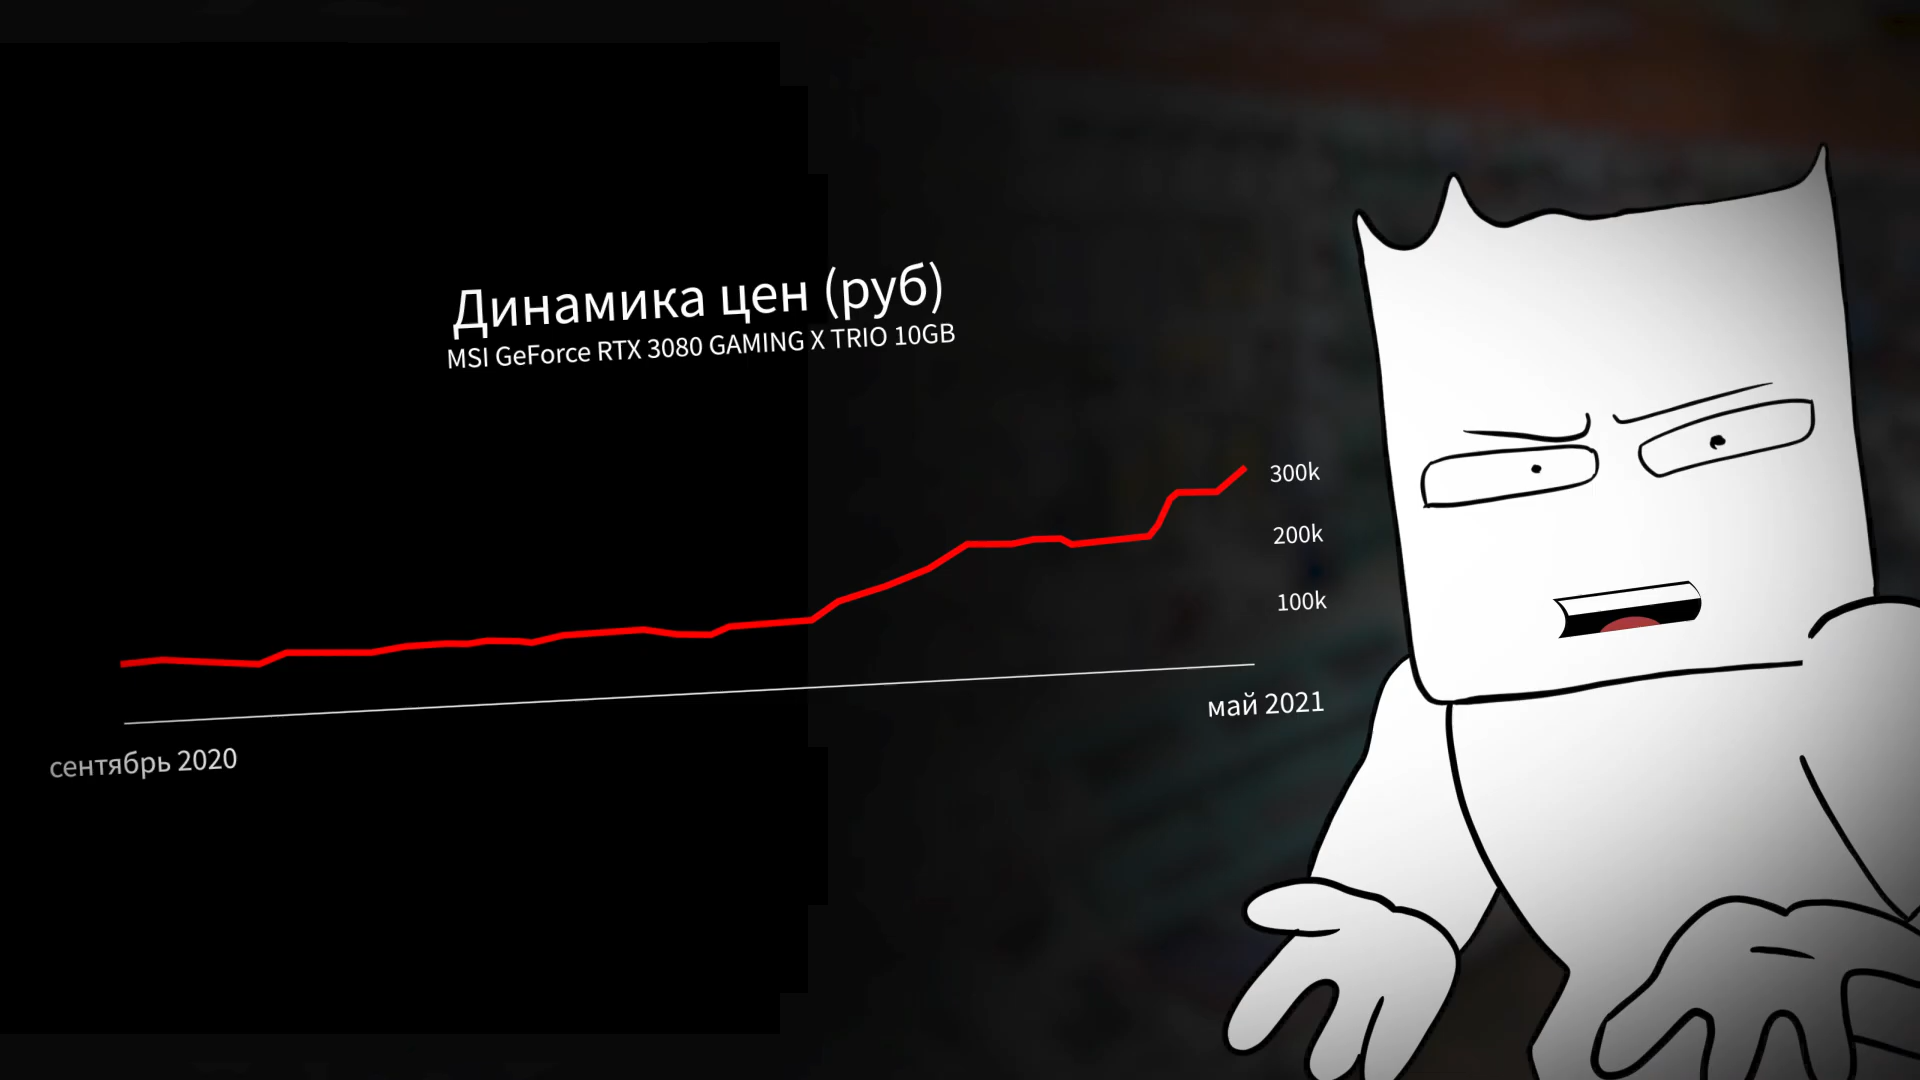 Динамика цен (руб)
MSI GeForce RTX 3080 GAMING X TRIO 10GB
300k
200k
100k
май 2021
сентябрь 2020